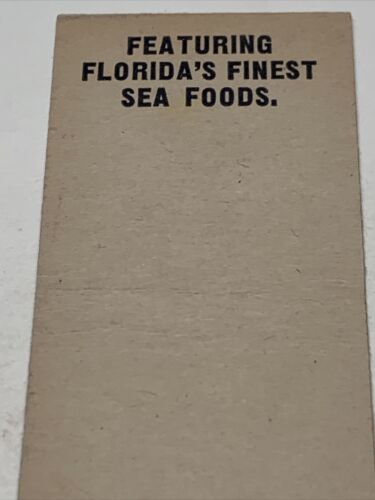 FEATURING
FLORIDA'S FINEST
SEA FOODS.